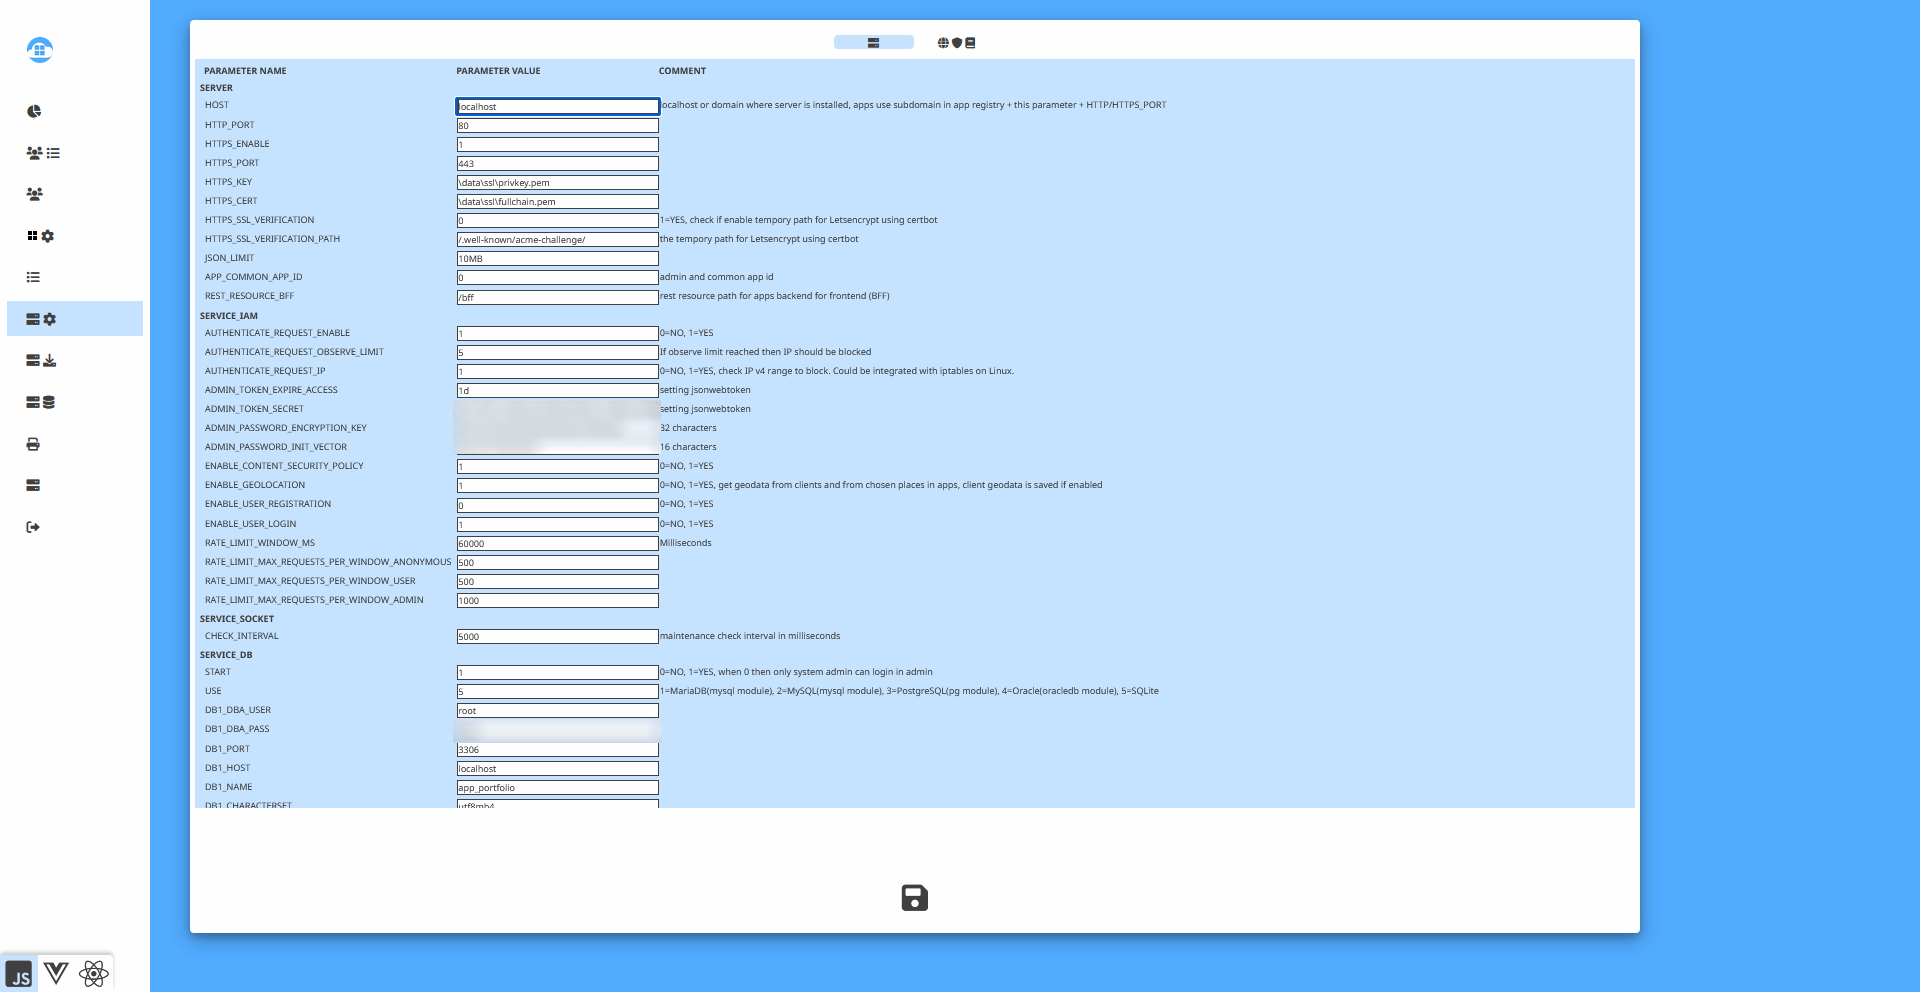 PARAMETER NAME PARAMETER VALUE COMMENT
SERVER
HOST localhost localhost or domain where server is installed, apps use subdomain in app registry + this parameter + HTTP/HTTPS_PORT
HTTP_PORT 80
HTTPS_ENABLE 1
HTTPS_PORT 443
HTTPS_KEY \data\ssl\privkey.pem
HTTPS_CERT \data\ssl\fullchain.pem
HTTPS_SSL_VERIFICATION 0 1=YES, check if enable tempory path for Letsencrypt using certbot
HTTPS_SSL_VERIFICATION_PATH /.well-known/acme-challenge/ the tempory path for Letsencrypt using certbot
JSON_LIMIT 10MB
APP_COMMON_APP_ID 0 admin and common app id
REST_RESOURCE_BFF /bff rest resource path for apps backend for frontend (BFF)
SERVICE_IAM
AUTHENTICATE_REQUEST_ENABLE 1 0=NO, 1=YES
AUTHENTICATE_REQUEST_OBSERVE_LIMIT 5 If observe limit reached then IP should be blocked
AUTHENTICATE_REQUEST_IP 1 0=NO, 1=YES, check IP v4 range to block. Could be integrated with iptables on Linux.
ADMIN_TOKEN_EXPIRE_ACCESS 1d setting jsonwebtoken
ADMIN_TOKEN_SECRET setting jsonwebtoken
ADMIN_PASSWORD_ENCRYPTION_KEY 32 characters
ADMIN_PASSWORD_INIT_VECTOR 16 characters
ENABLE_CONTENT_SECURITY_POLICY 1 0=NO, 1=YES
ENABLE_GEOLOCATION 1 0=NO, 1=YES, get geodata from clients and from chosen places in apps, client geodata is saved if enabled
ENABLE_USER_REGISTRATION 0 0=NO, 1=YES
ENABLE_USER_LOGIN 1 0=NO, 1=YES
RATE_LIMIT_WINDOW_MS 60000 Milliseconds
RATE_LIMIT_MAX_REQUESTS_PER_WINDOW_ANONYMOUS 500
RATE_LIMIT_MAX_REQUESTS_PER_WINDOW_USER 500
RATE_LIMIT_MAX_REQUESTS_PER_WINDOW_ADMIN 1000
SERVICE_SOCKET
CHECK_INTERVAL 5000 maintenance check interval in milliseconds
SERVICE_DB
START 1 0=NO, 1=YES, when 0 then only system admin can login in admin
USE 5 1=MariaDB(mysql module), 2=MySQL(mysql module), 3=PostgreSQL(pg module), 4=Oracle(oracledb module), 5=SQLite
DB1_DBA_USER root
DB1_DBA_PASS
DB1_PORT 3306
DB1_HOST localhost
DB1_NAME app_portfolio
DB1_CHARACTERSET utf8mb4
JS